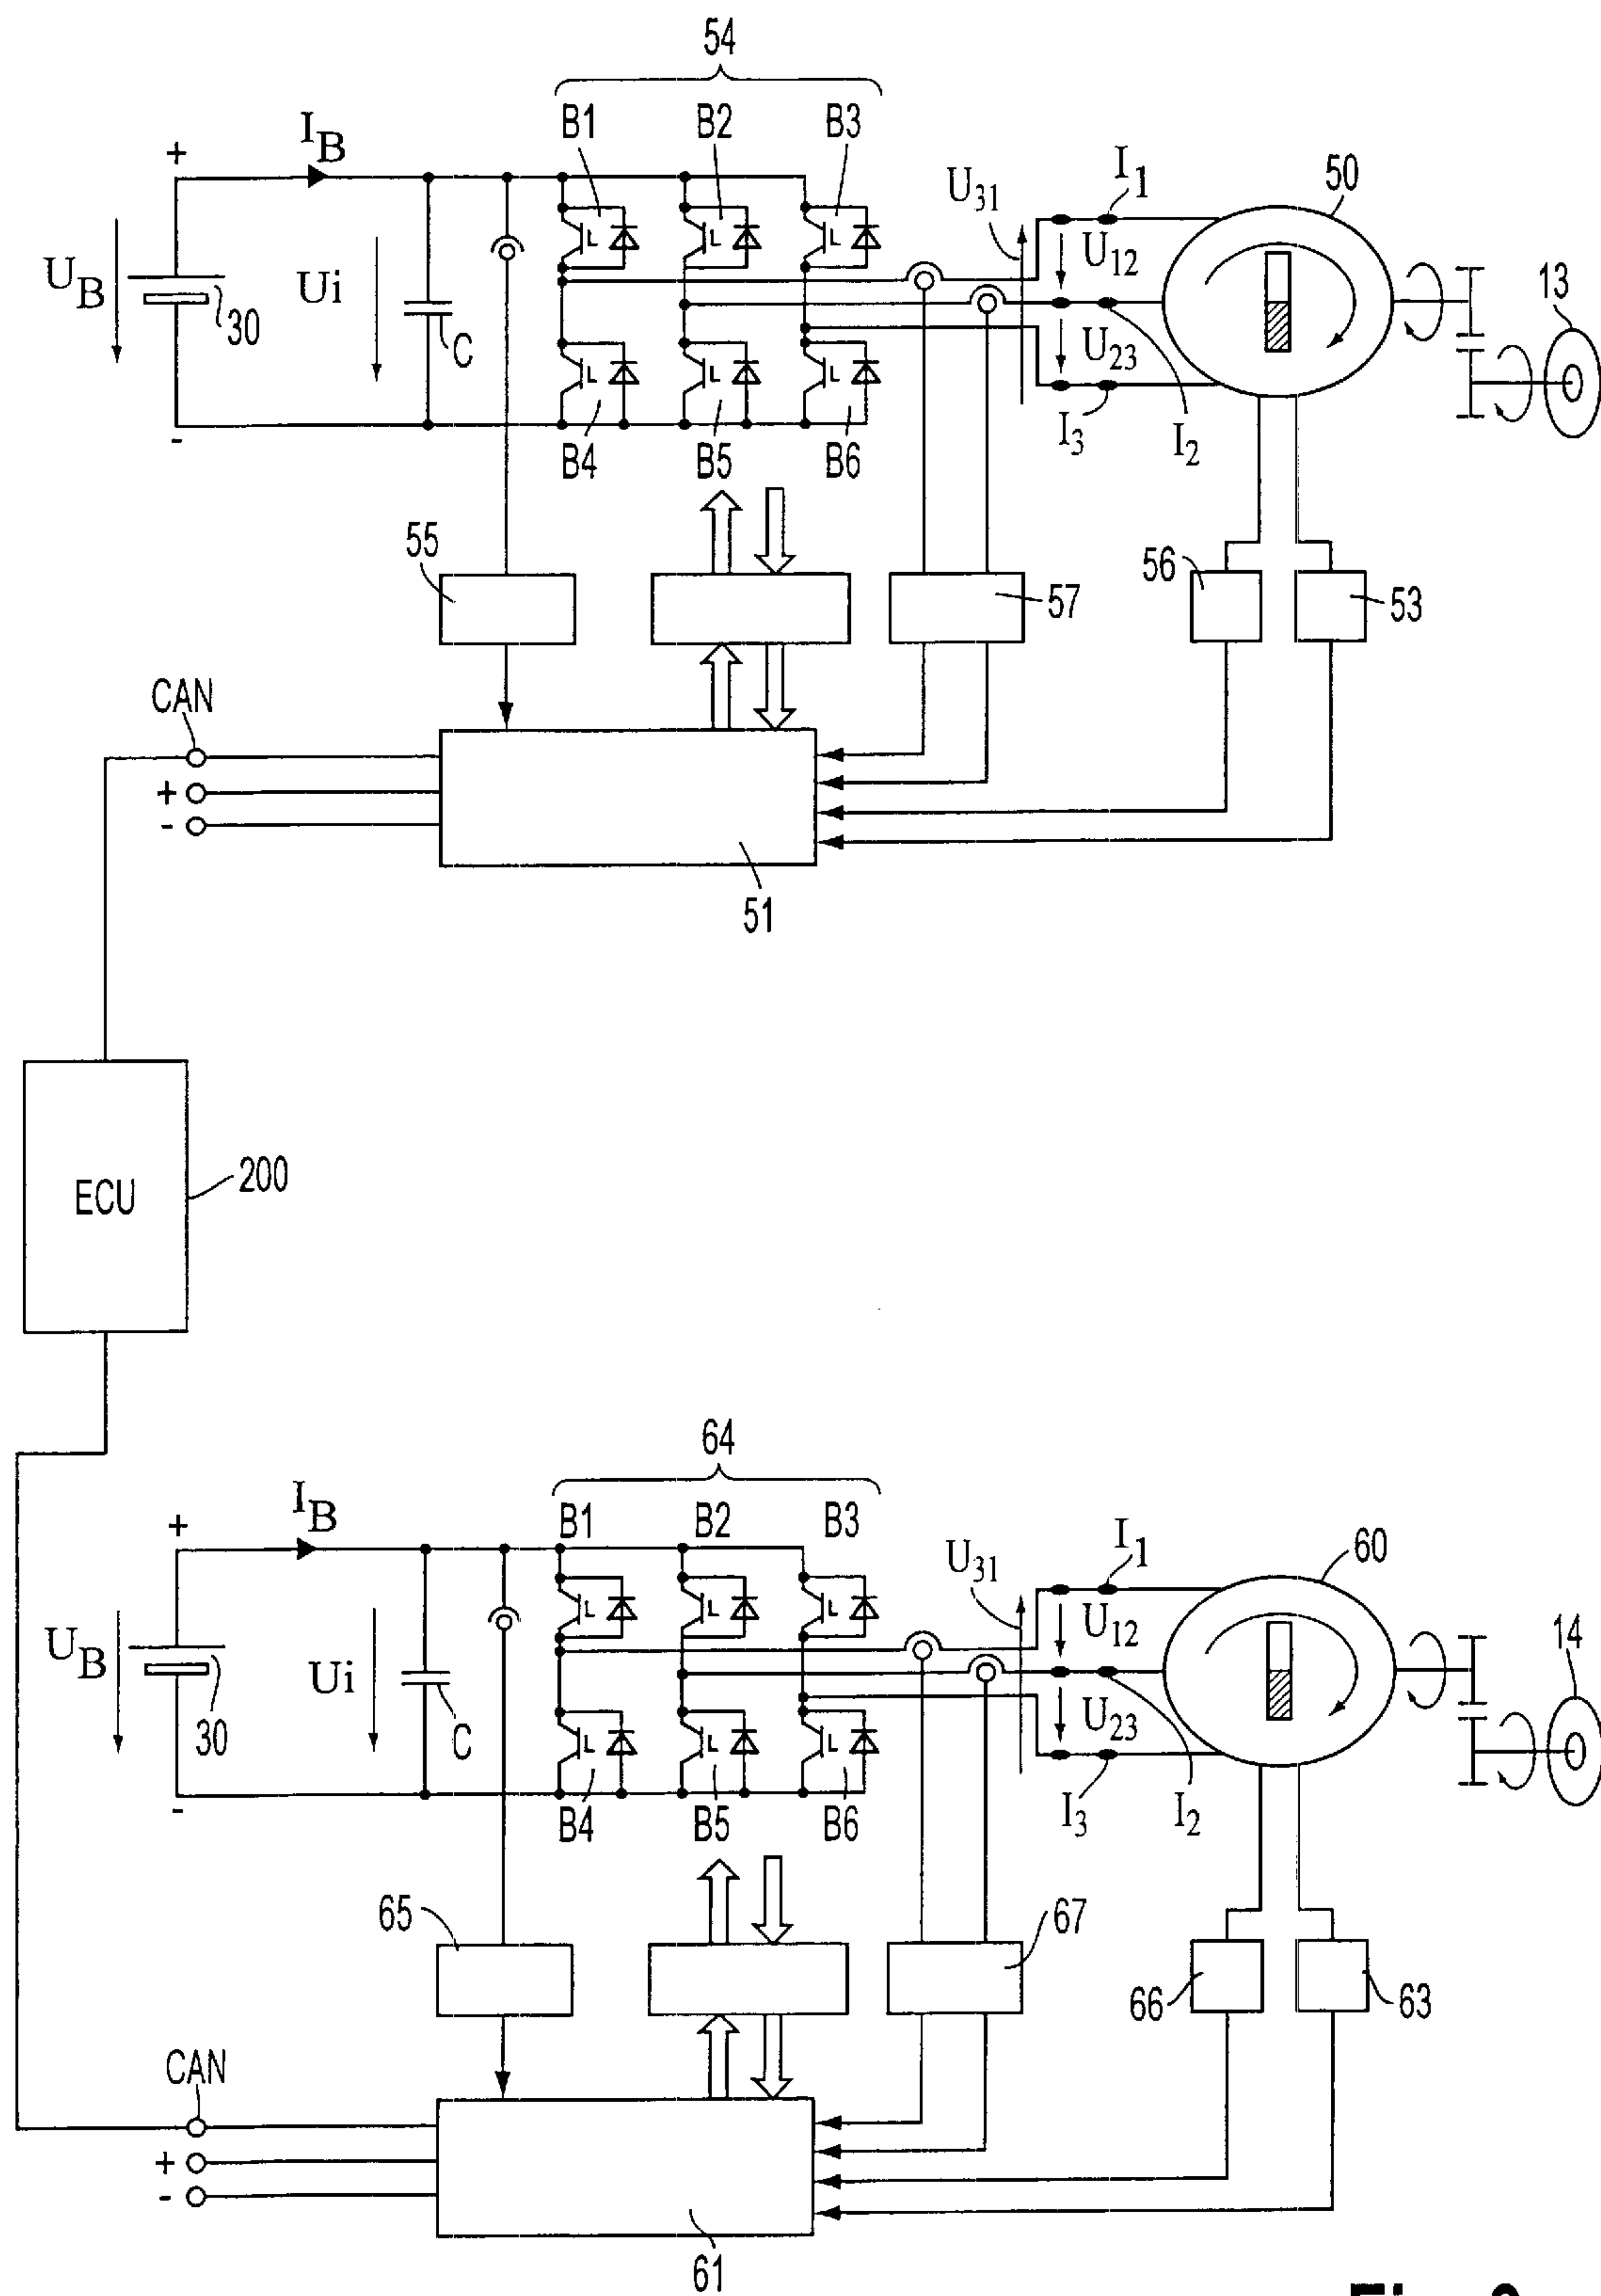 54
B1 B2 B3
+ I_B
U_31 I_1 50
U_B Ui U_12
30 C U_23 13
- B4 B5 B6 I_3 I_2
L L L
L L L
55 56 57 53
CAN
+
-
51
ECU 200
64
B1 B2 B3
+ I_B
U_31 I_1 60
U_B Ui U_12
30 C U_23 14
- B4 B5 B6 I_3 I_2
L L L
L L L
65 67
66 63
CAN
+
-
61